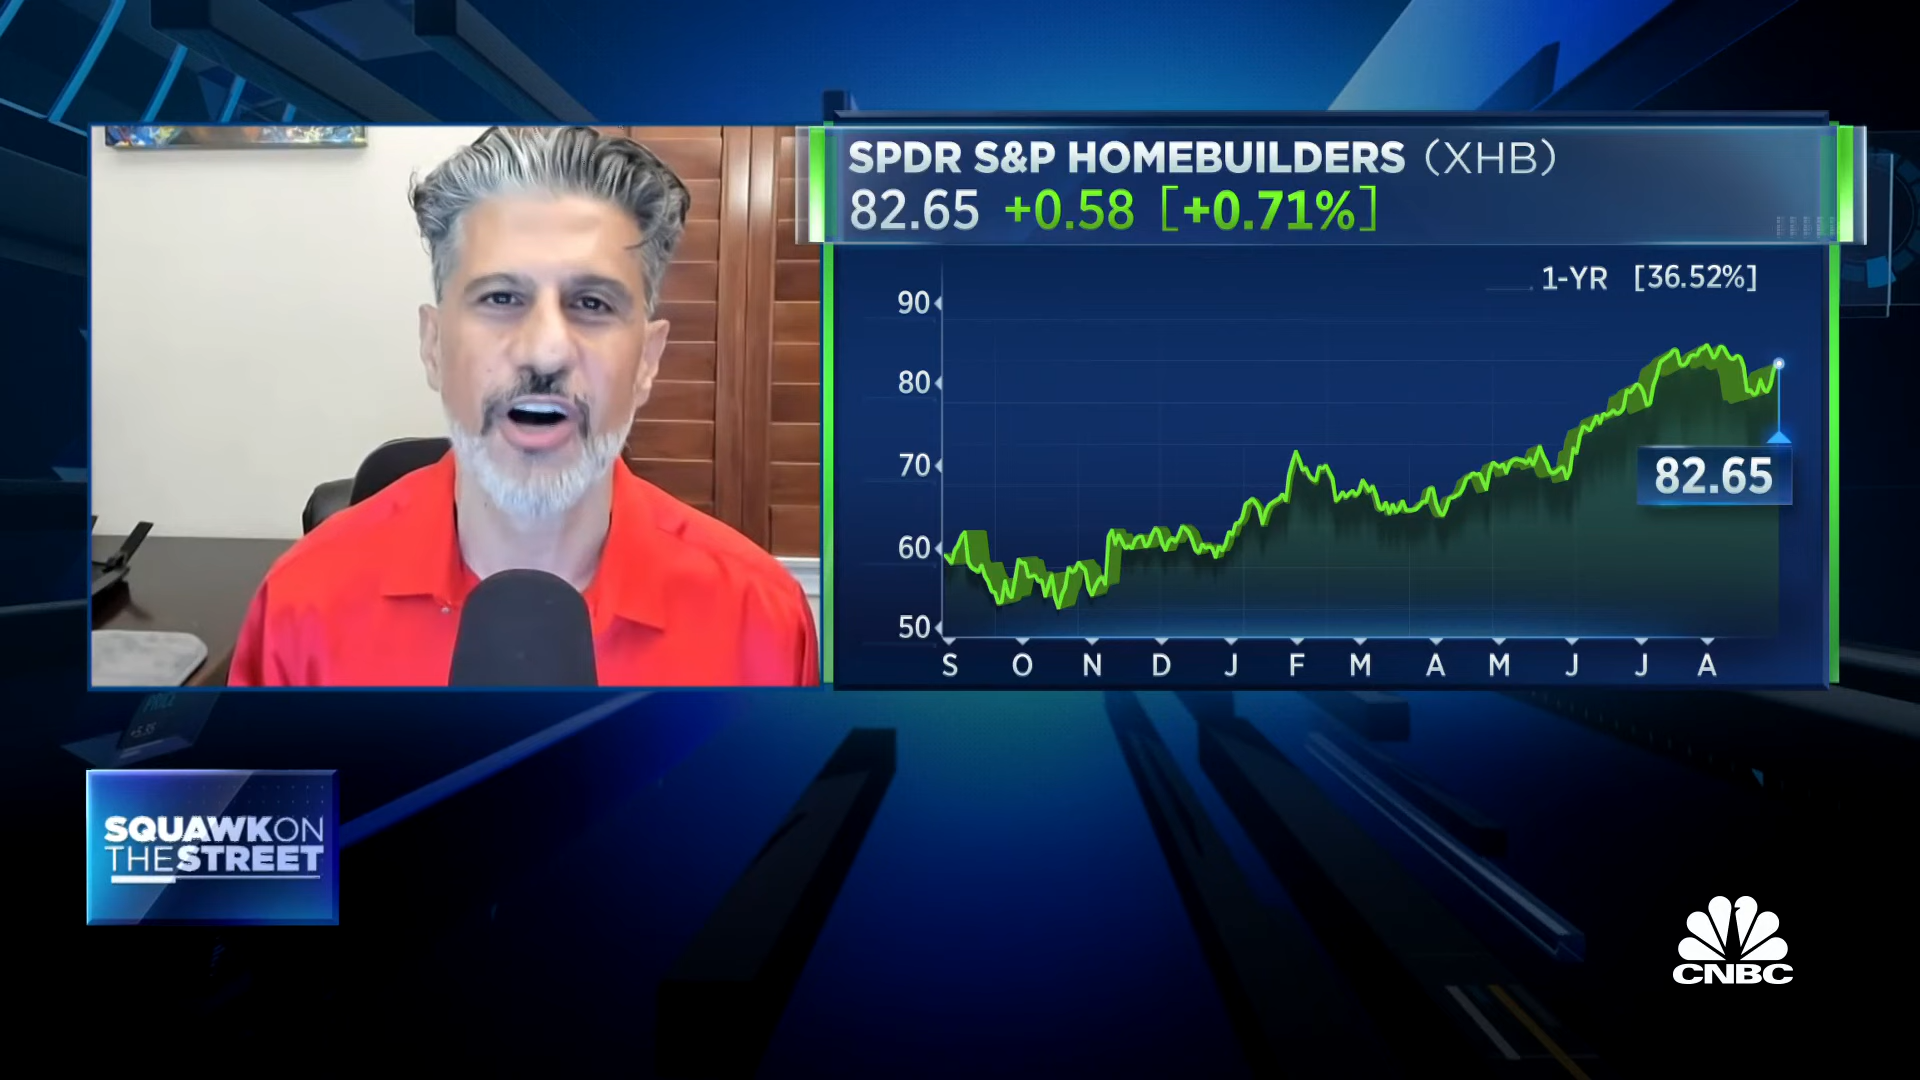 SPDR S&P HOMEBUILDERS (XHB)
82.65 +0.58 [+0.71%]
1-YR [36.52%]
90
80
70
60
50
82.65
S O N D J F M A M J J A
PRICE
SQUAWK ON
THE STREET
CNBC